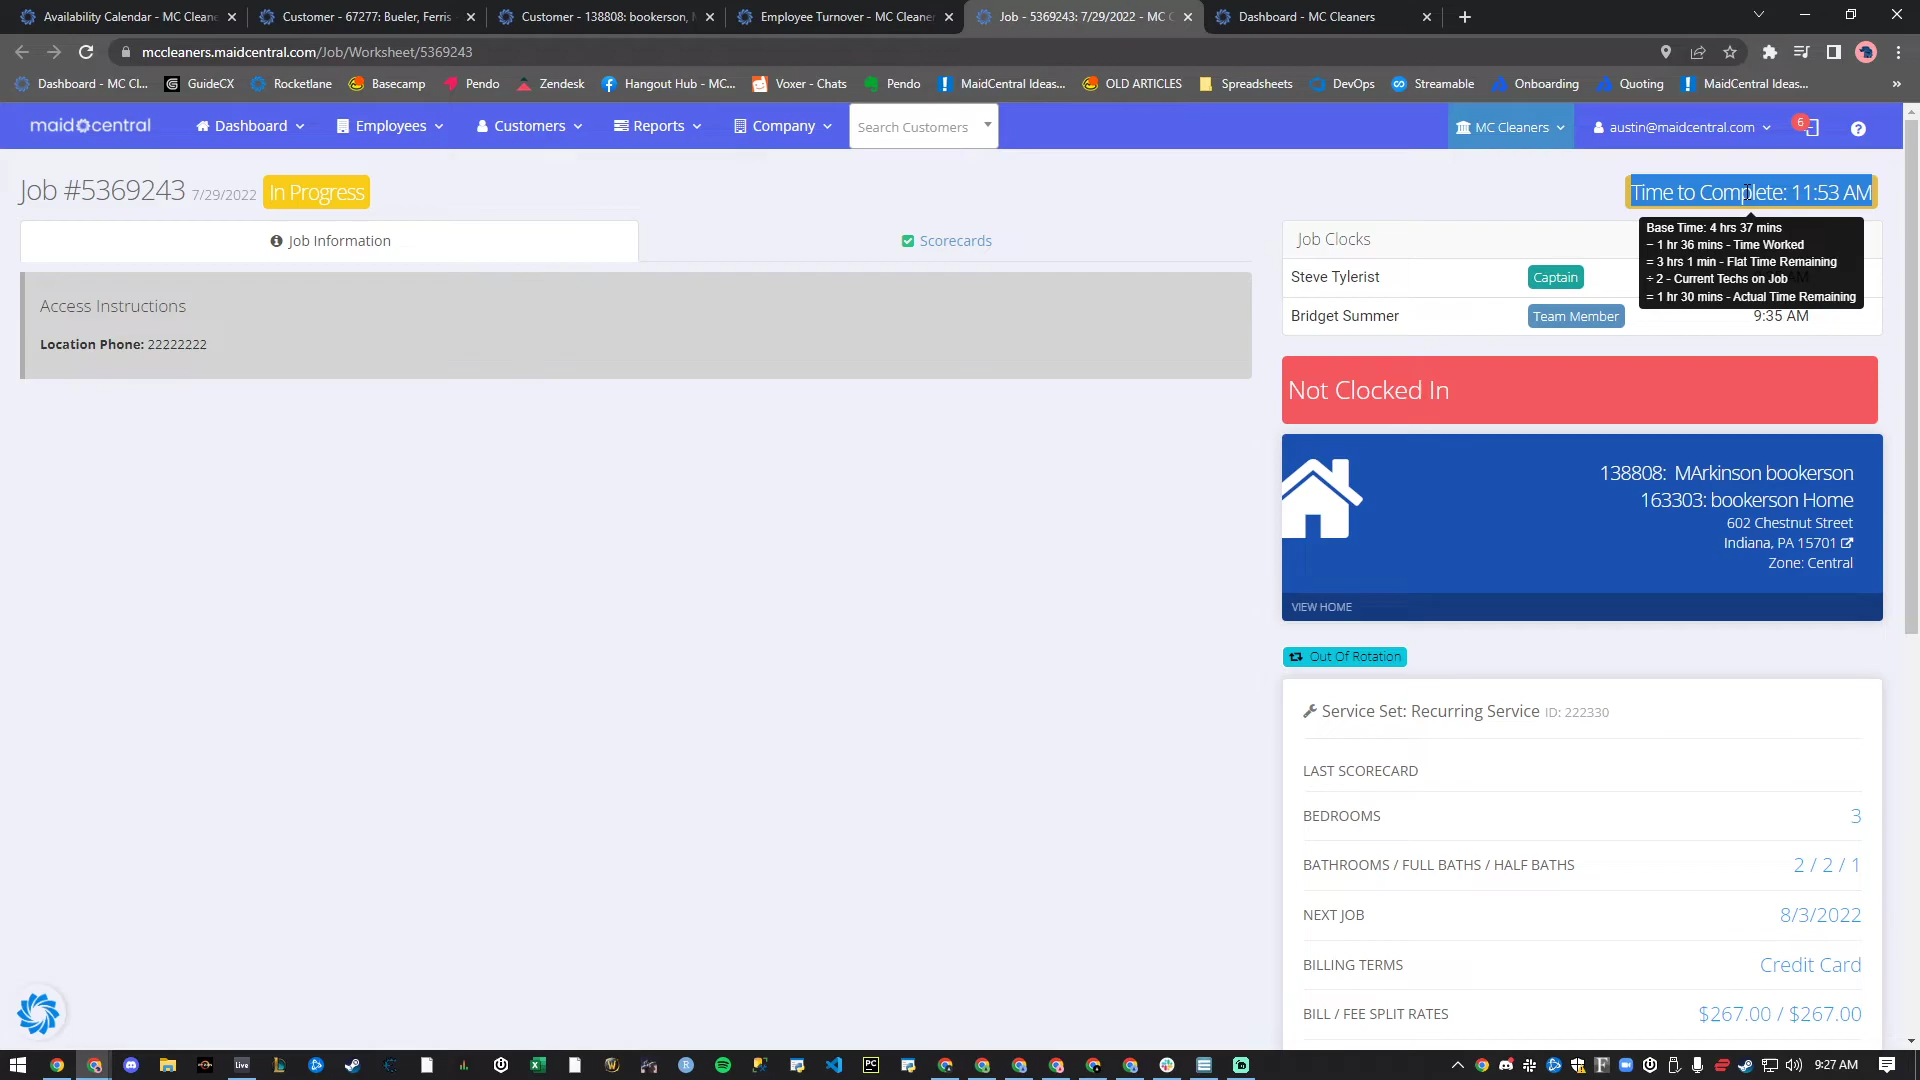 Availability Calendar - MC Cleane
Customer - 67277: Bueler, Ferris
Customer - 138808: bookerson, M
Employee Turnover - MC Cleaner
Job - 5369243: 7/29/2022 - MC C
Dashboard - MC Cleaners
mccleaners.maidcentral.com/Job/Worksheet/5369243
Dashboard - MC Cl...
GuideCX
Rocketlane
Basecamp
Pendo
Zendesk
Hangout Hub - MC...
Voxer - Chats
Pendo
MaidCentral Ideas...
OLD ARTICLES
Spreadsheets
DevOps
Streamable
Onboarding
Quoting
MaidCentral Ideas...
»
maid central
Dashboard
Employees
Customers
Reports
Company
Search Customers
MC Cleaners
austin@maidcentral.com
6
Job #5369243 7/29/2022 In Progress
Time to Complete: 11:53 AM
Base Time: 4 hrs 37 mins
− 1 hr 36 mins - Time Worked
= 3 hrs 1 min - Flat Time Remaining
÷ 2 - Current Techs on Job
= 1 hr 30 mins - Actual Time Remaining
Job Information
Scorecards
Access Instructions
Location Phone: 22222222
Job Clocks
Steve Tylerist Captain
Bridget Summer Team Member 9:35 AM
Not Clocked In
138808: MArkinson bookerson
163303: bookerson Home
602 Chestnut Street
Indiana, PA 15701
Zone: Central
VIEW HOME
Out Of Rotation
Service Set: Recurring Service ID: 222330
LAST SCORECARD
BEDROOMS 3
BATHROOMS / FULL BATHS / HALF BATHS 2 / 2 / 1
NEXT JOB 8/3/2022
BILLING TERMS Credit Card
BILL / FEE SPLIT RATES $267.00 / $267.00
9:27 AM